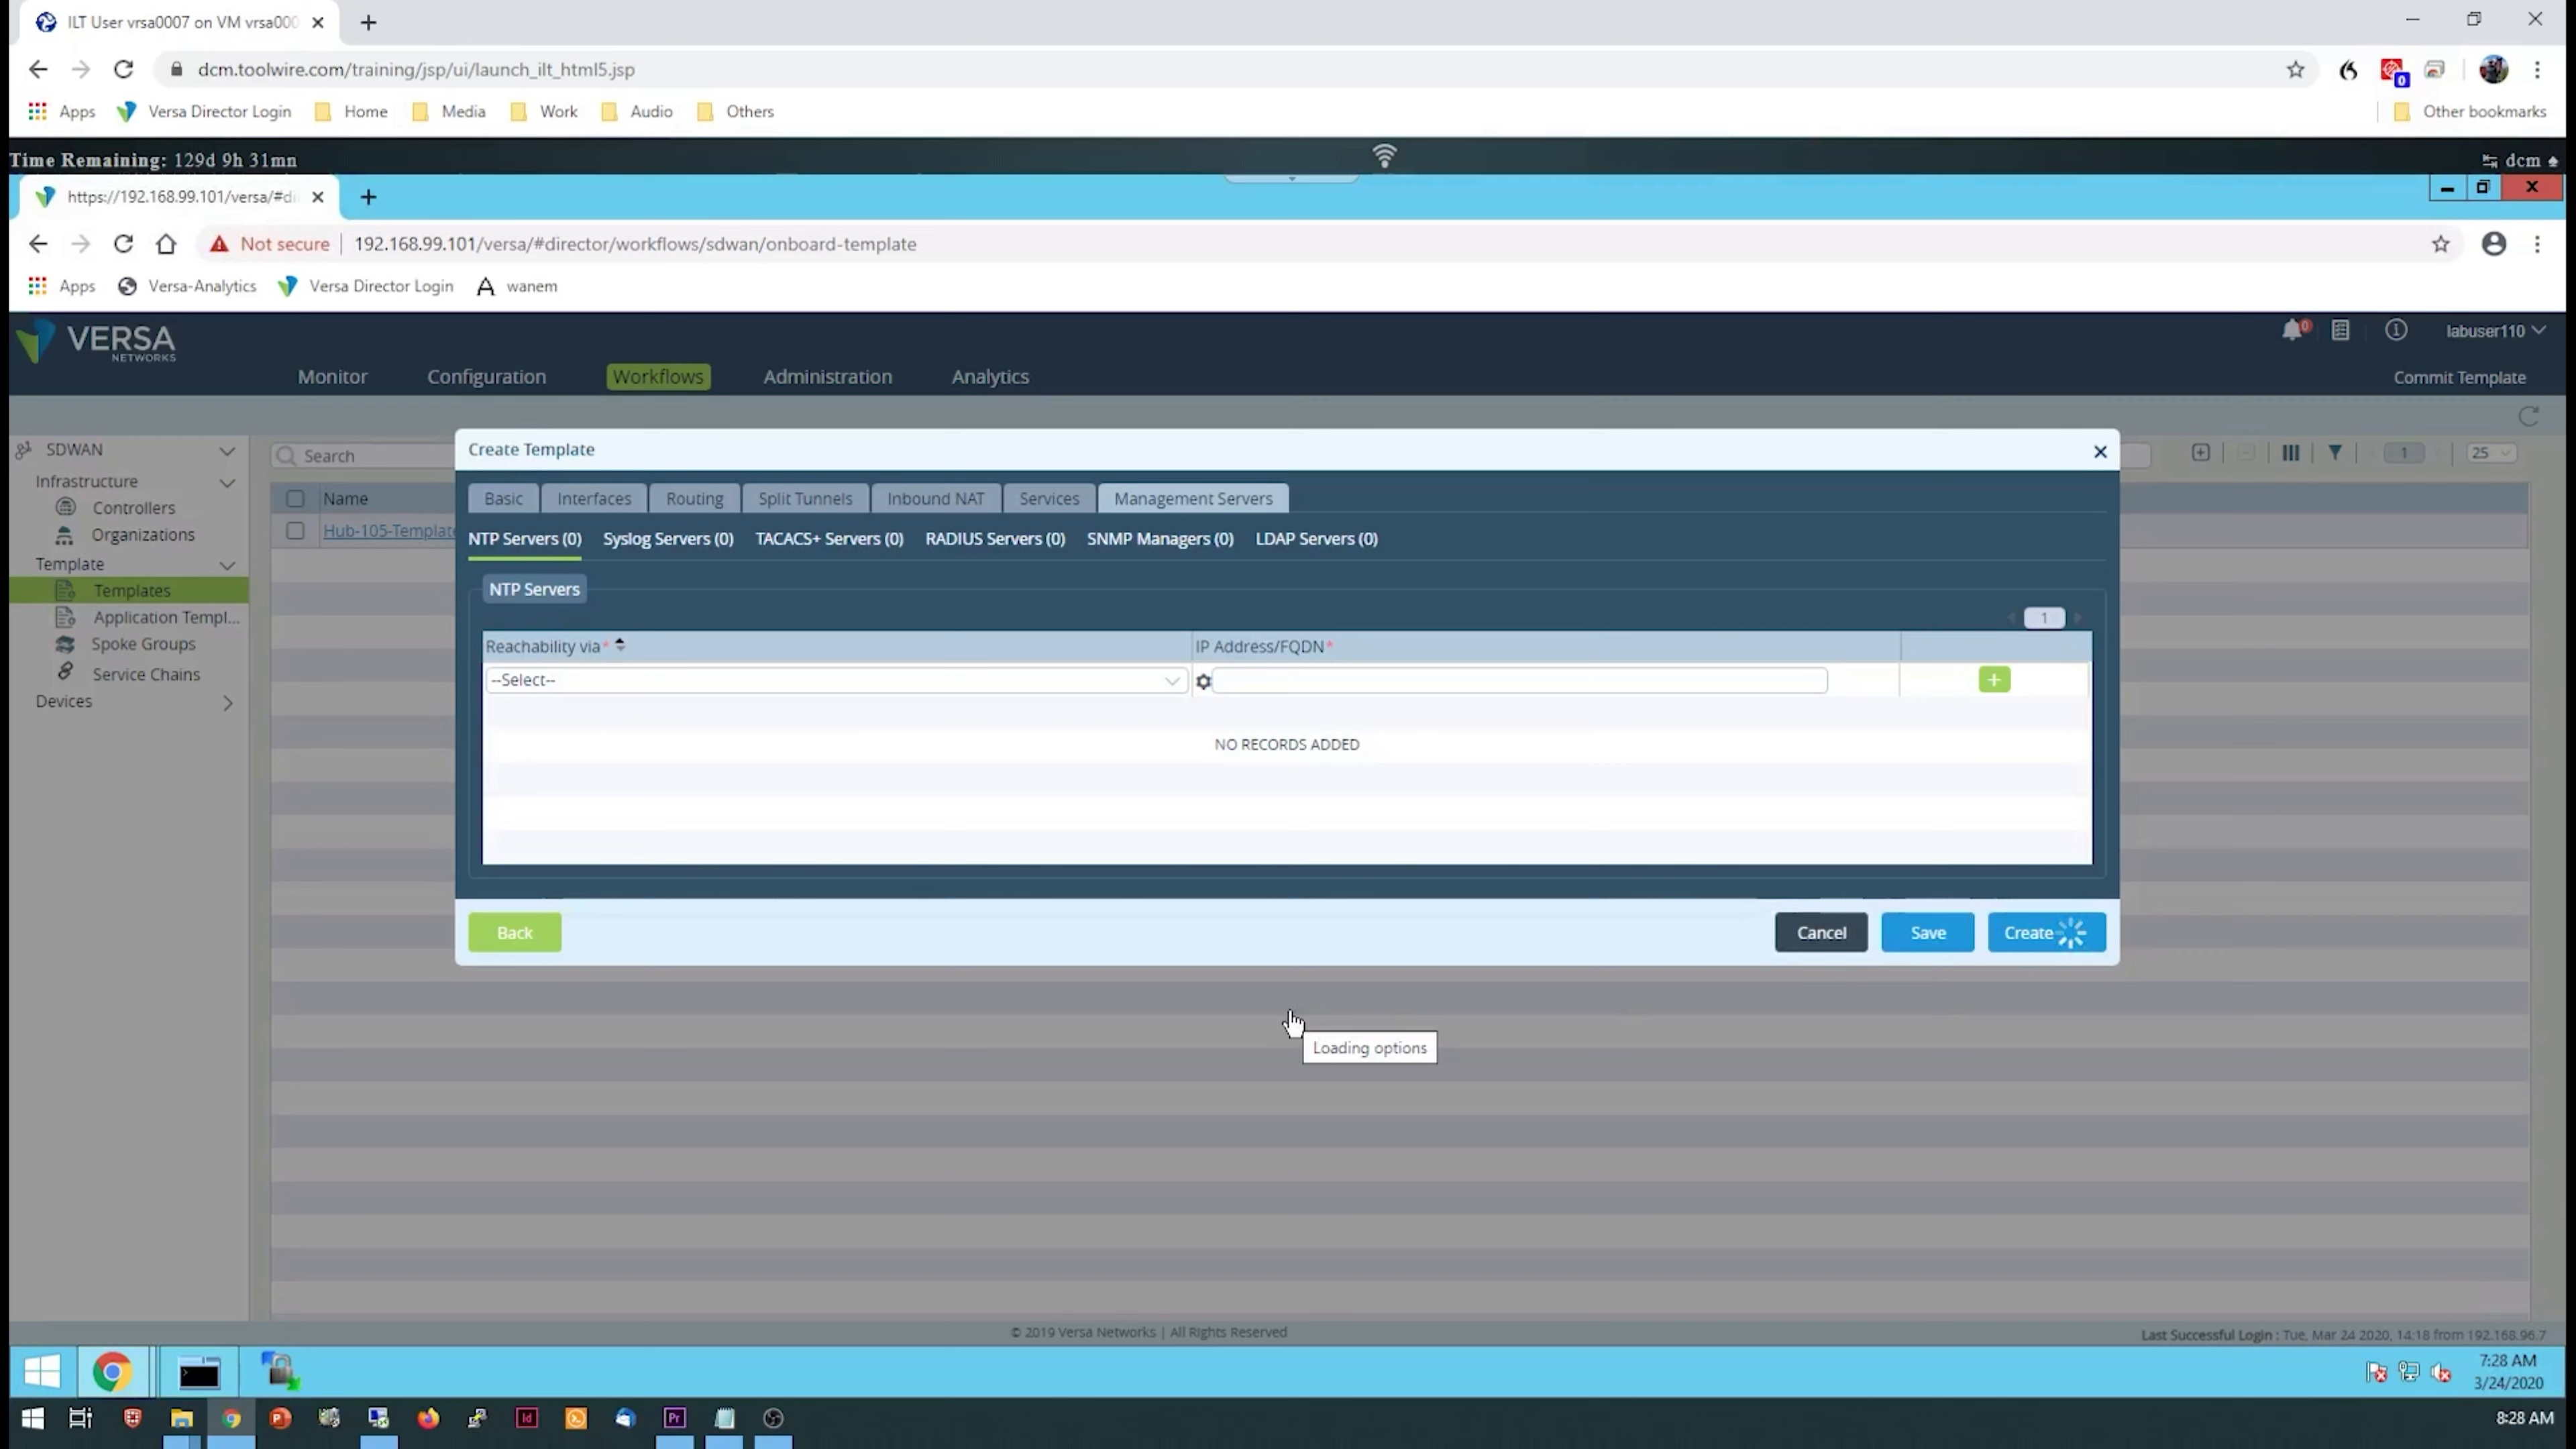 ILT User vrsa0007 on VM vrsa000
dcm.toolwire.com/training/jsp/ui/launch_ilt_html5.jsp
0
Apps Versa Director Login Home Media Work Audio Others Other bookmarks
Time Remaining: 129d 9h 31mn dcm
https://192.168.99.101/versa/#di
Not secure 192.168.99.101/versa/#director/workflows/sdwan/onboard-template
Apps Versa-Analytics Versa Director Login wanem
VERSA
NETWORKS
0 labuser110
Monitor Configuration Workflows Administration Analytics Commit Template
SDWAN
Infrastructure
Controllers
Organizations
Template
Templates
Application Templ...
Spoke Groups
Service Chains
Devices
Search 1 25
Name
Hub-105-Template
Create Template
Basic Interfaces Routing Split Tunnels Inbound NAT Services Management Servers
NTP Servers (0) Syslog Servers (0) TACACS+ Servers (0) RADIUS Servers (0) SNMP Managers (0) LDAP Servers (0)
NTP Servers
1
Reachability via* IP Address/FQDN*
--Select--
NO RECORDS ADDED
Back Cancel Save Create
Loading options
© 2019 Versa Networks | All Rights Reserved
Last Successful Login : Tue, Mar 24 2020, 14:18 from 192.168.96.7
7:28 AM
3/24/2020
Id Pr
8:28 AM